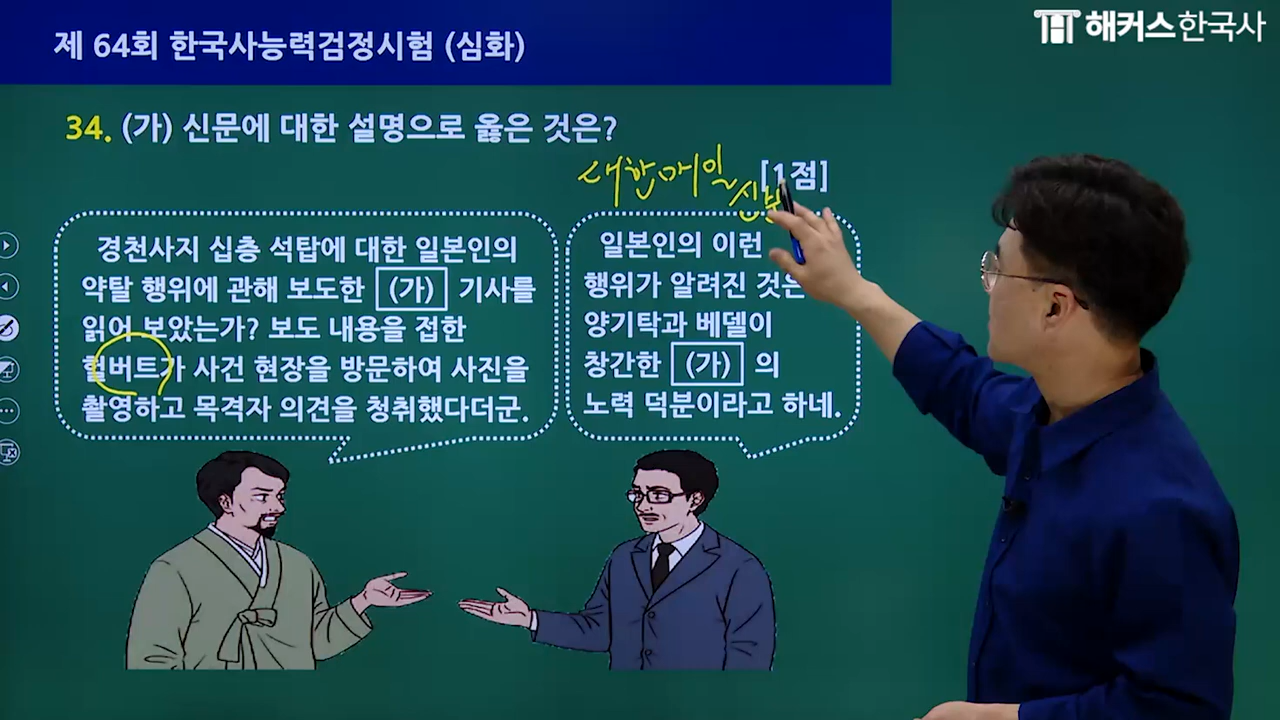 제 64회 한국사능력검정시험 (심화)
해커스한국사
34. (가) 신문에 대한 설명으로 옳은 것은?
[1점]
대한매일
신보
경천사지 십층 석탑에 대한 일본인의
약탈 행위에 관해 보도한 (가) 기사를
읽어 보았는가? 보도 내용을 접한
헐버트가 사건 현장을 방문하여 사진을
촬영하고 목격자 의견을 청취했다더군.
일본인의 이런
행위가 알려진 것은
양기탁과 베델이
창간한 (가) 의
노력 덕분이라고 하네.